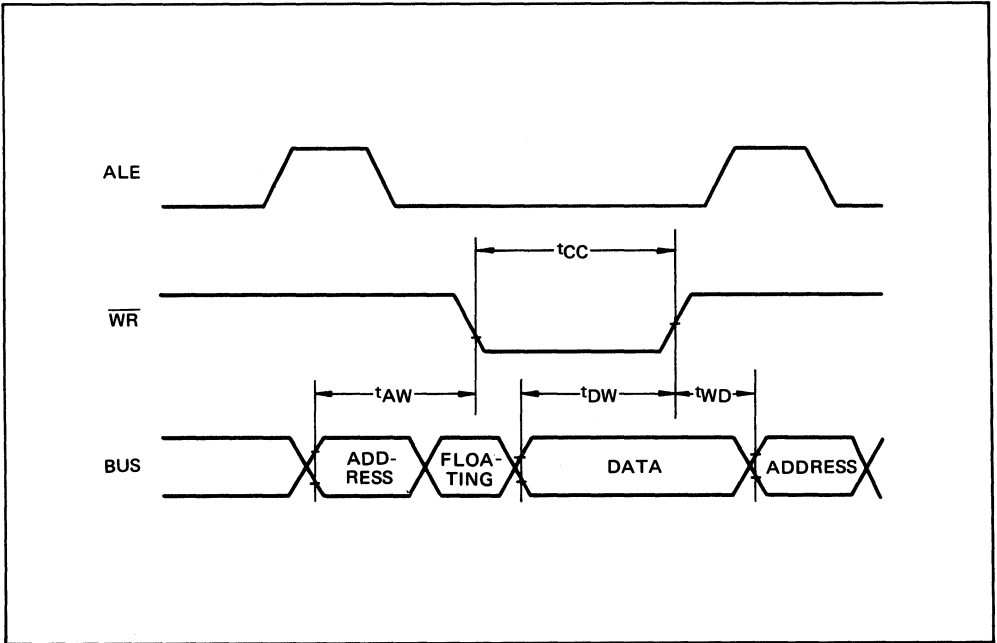 ALE
tCC
WR
tAW
tDW
tWD
BUS
ADD-
RESS
FLOA-
TING
DATA
ADDRESS